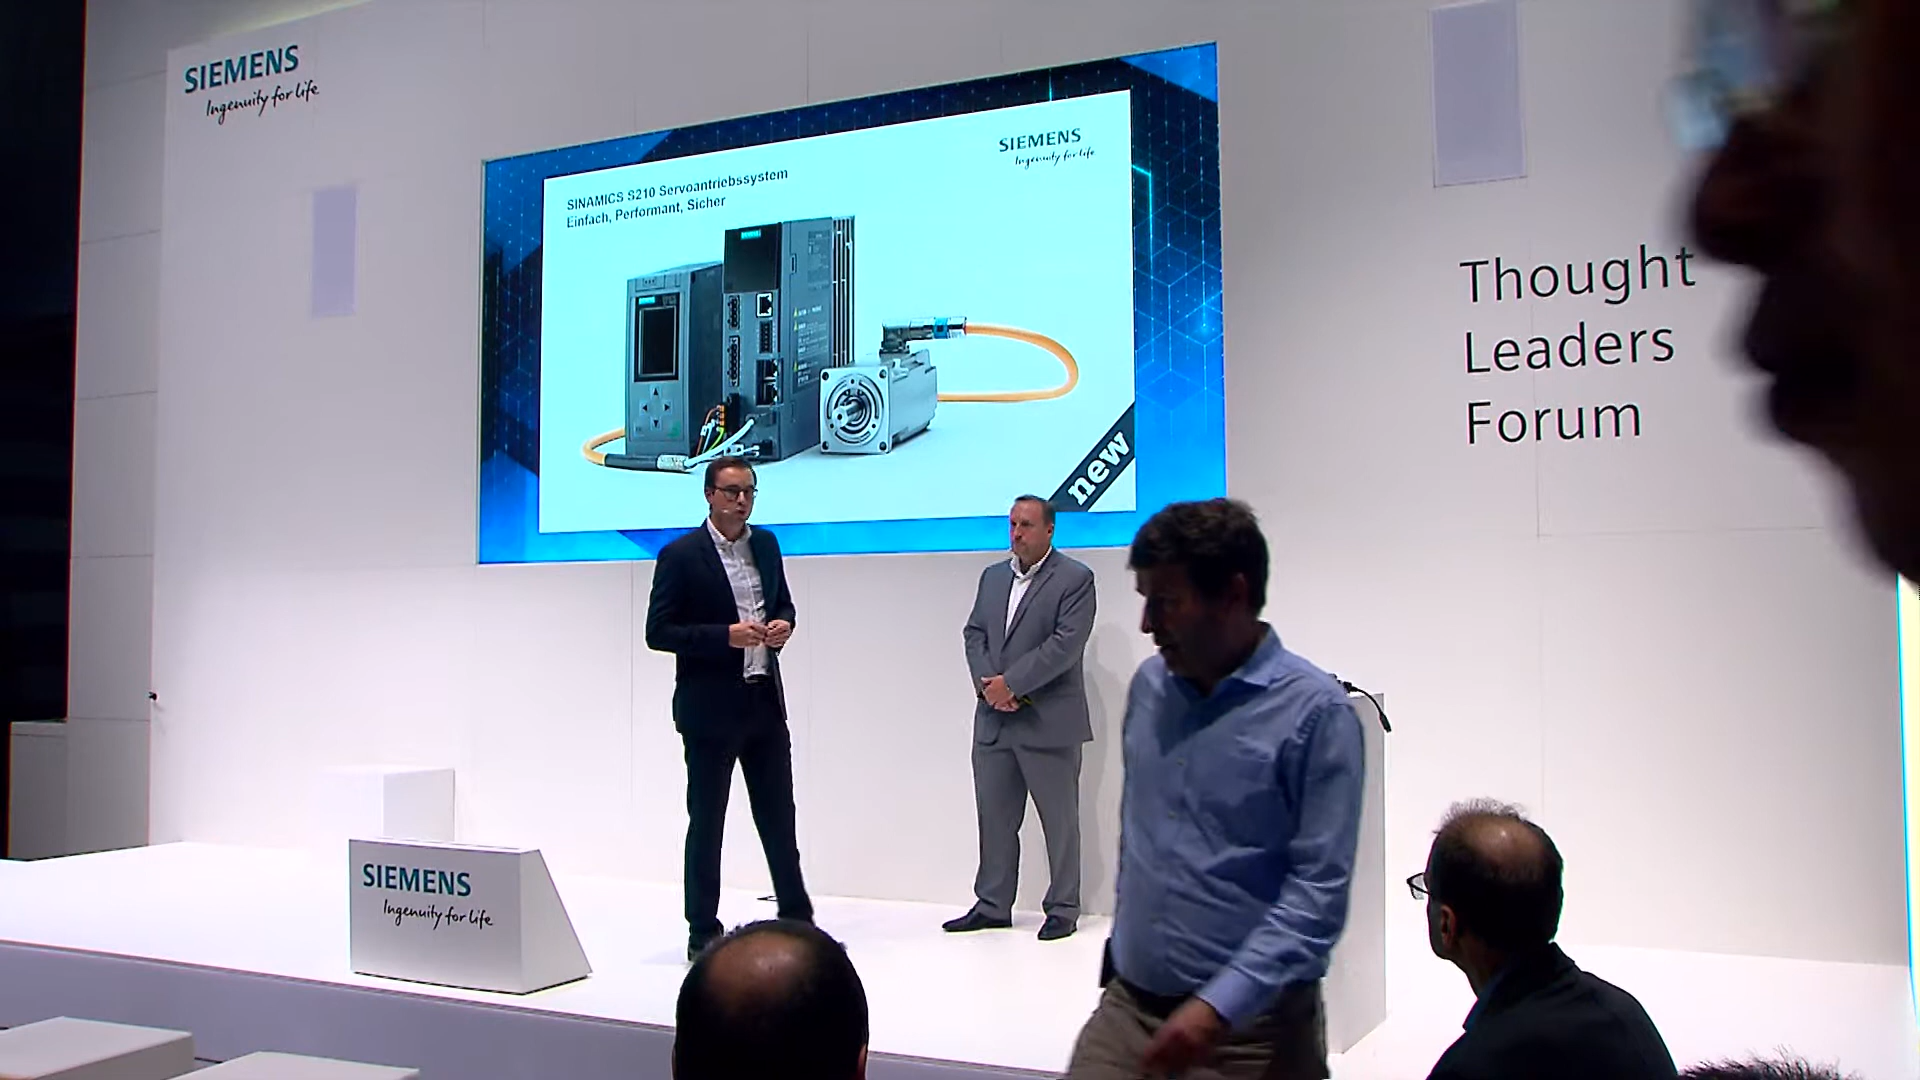 SIEMENS
Ingenuity for life
SIEMENS
Ingenuity for life
SINAMICS S210 Servoantriebssystem
Einfach, Performant, Sicher
new
Thought
Leaders
Forum
SIEMENS
Ingenuity for life